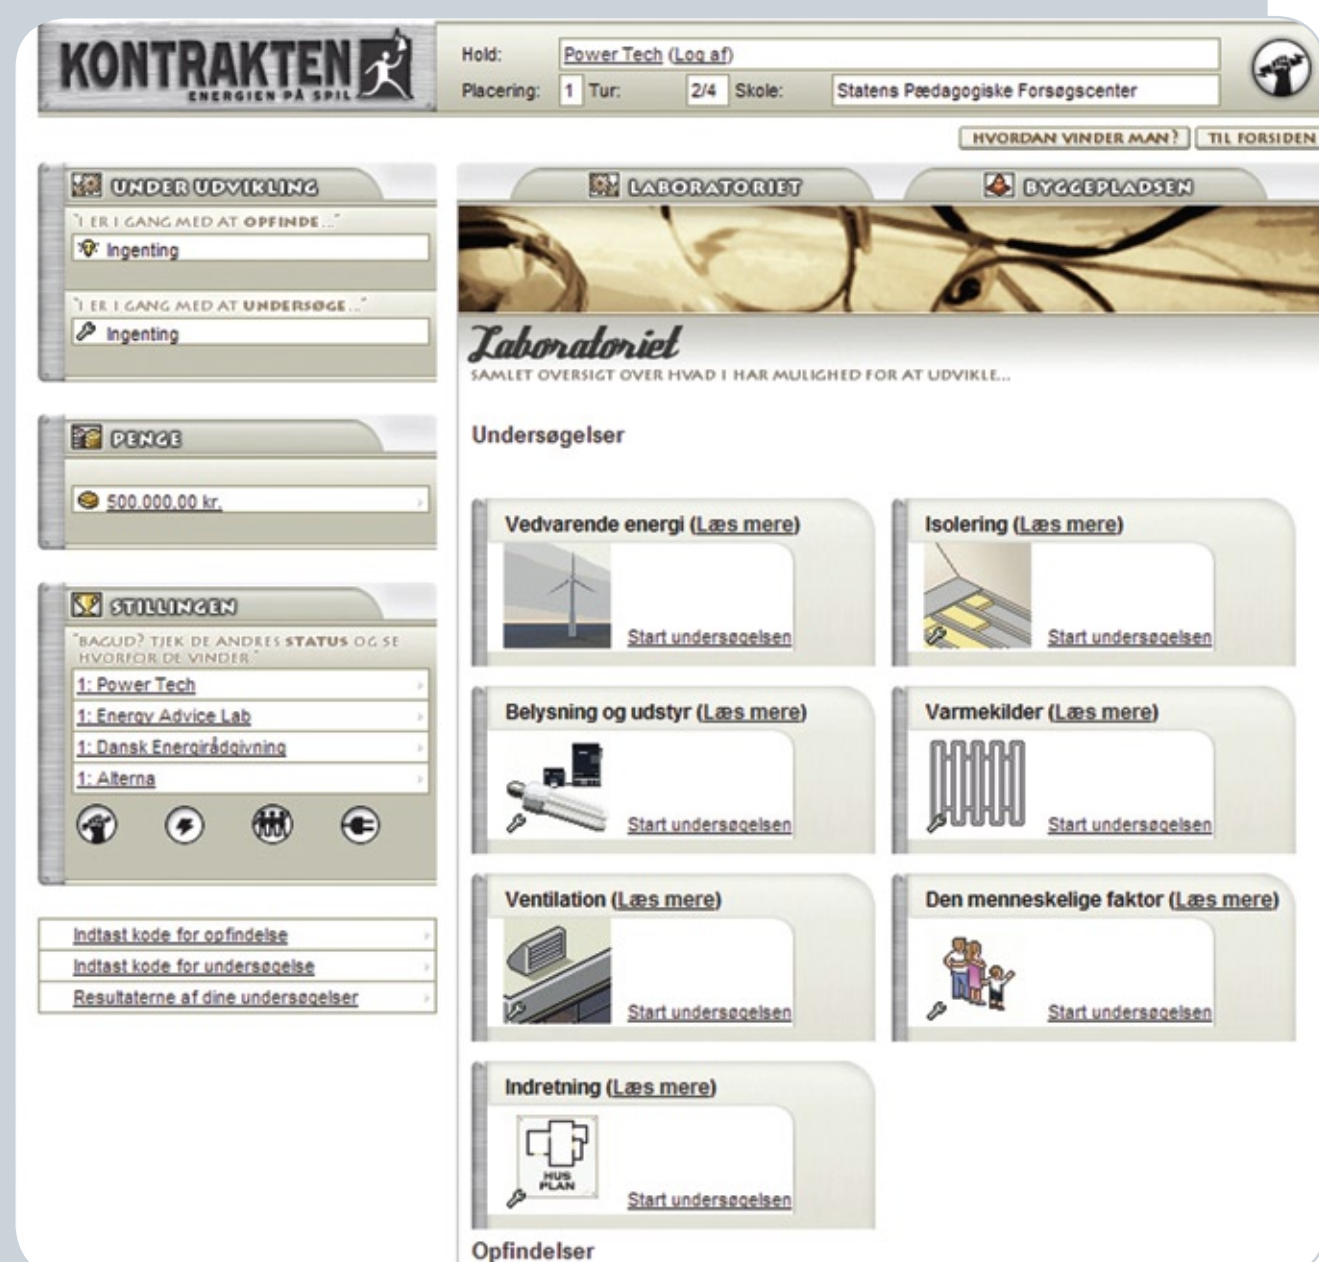 KONTRAKTEN
ENERGIEN PÅ SPIL
Hold: Power Tech (Log af)
Placering: 1 Tur: 2/4 Skole: Statens Pædagogiske Forsøgscenter
HVORDAN VINDER MAN? TIL FORSIDEN
UNDER UDVIKLING
"I ER I GANG MED AT OPFINDE..."
Ingenting
"I ER I GANG MED AT UNDERSØGE..."
Ingenting
PENGE
500.000,00 kr.
STILLINGEN
"BAGUD? TJEK DE ANDRES STATUS OG SE
HVORFOR DE VINDER"
1: Power Tech
1: Energy Advice Lab
1: Dansk Energirådgivning
1: Alterna
Indtast kode for opfindelse
Indtast kode for undersøgelse
Resultaterne af dine undersøgelser
LABORATORIET
BYGGEPLADSEN
Laboratoriet
SAMLET OVERSIGT OVER HVAD I HAR MULIGHED FOR AT UDVIKLE...
Undersøgelser
Vedvarende energi (Læs mere)
Start undersøgelsen
Isolering (Læs mere)
Start undersøgelsen
Belysning og udstyr (Læs mere)
Start undersøgelsen
Varmekilder (Læs mere)
Start undersøgelsen
Ventilation (Læs mere)
Start undersøgelsen
Den menneskelige faktor (Læs mere)
Start undersøgelsen
Indretning (Læs mere)
HUS
PLAN
Start undersøgelsen
Opfindelser